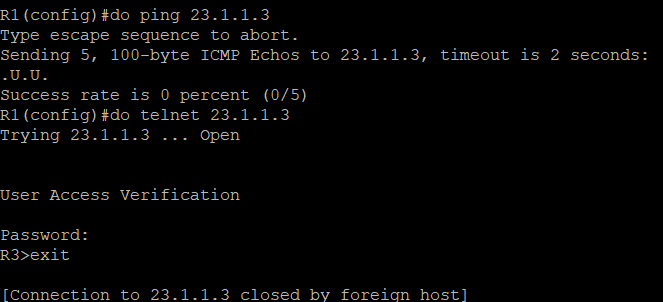 R1(config)#do ping 23.1.1.3
Type escape sequence to abort.
Sending 5, 100-byte ICMP Echos to 23.1.1.3, timeout is 2 seconds:
.U.U.
Success rate is 0 percent (0/5)
R1(config)#do telnet 23.1.1.3
Trying 23.1.1.3 ... Open
User Access Verification
Password:
R3>exit
[Connection to 23.1.1.3 closed by foreign host]